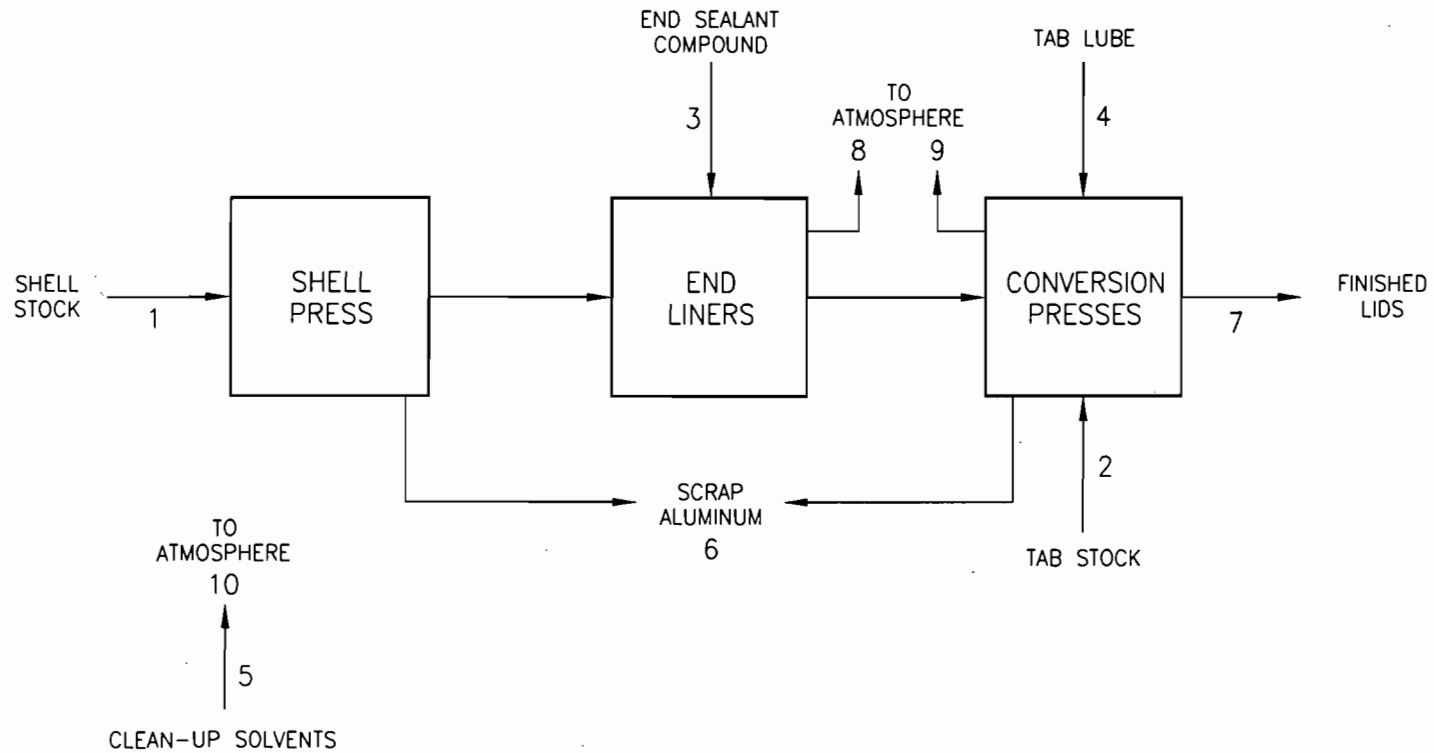 END SEALANT
COMPOUND
3
TAB LUBE
4
TO
ATMOSPHERE
8 9
SHELL
STOCK
1
SHELL
PRESS
END
LINERS
CONVERSION
PRESSES
7
FINISHED
LIDS
2
TAB STOCK
SCRAP
ALUMINUM
6
TO
ATMOSPHERE
10
5
CLEAN-UP SOLVENTS